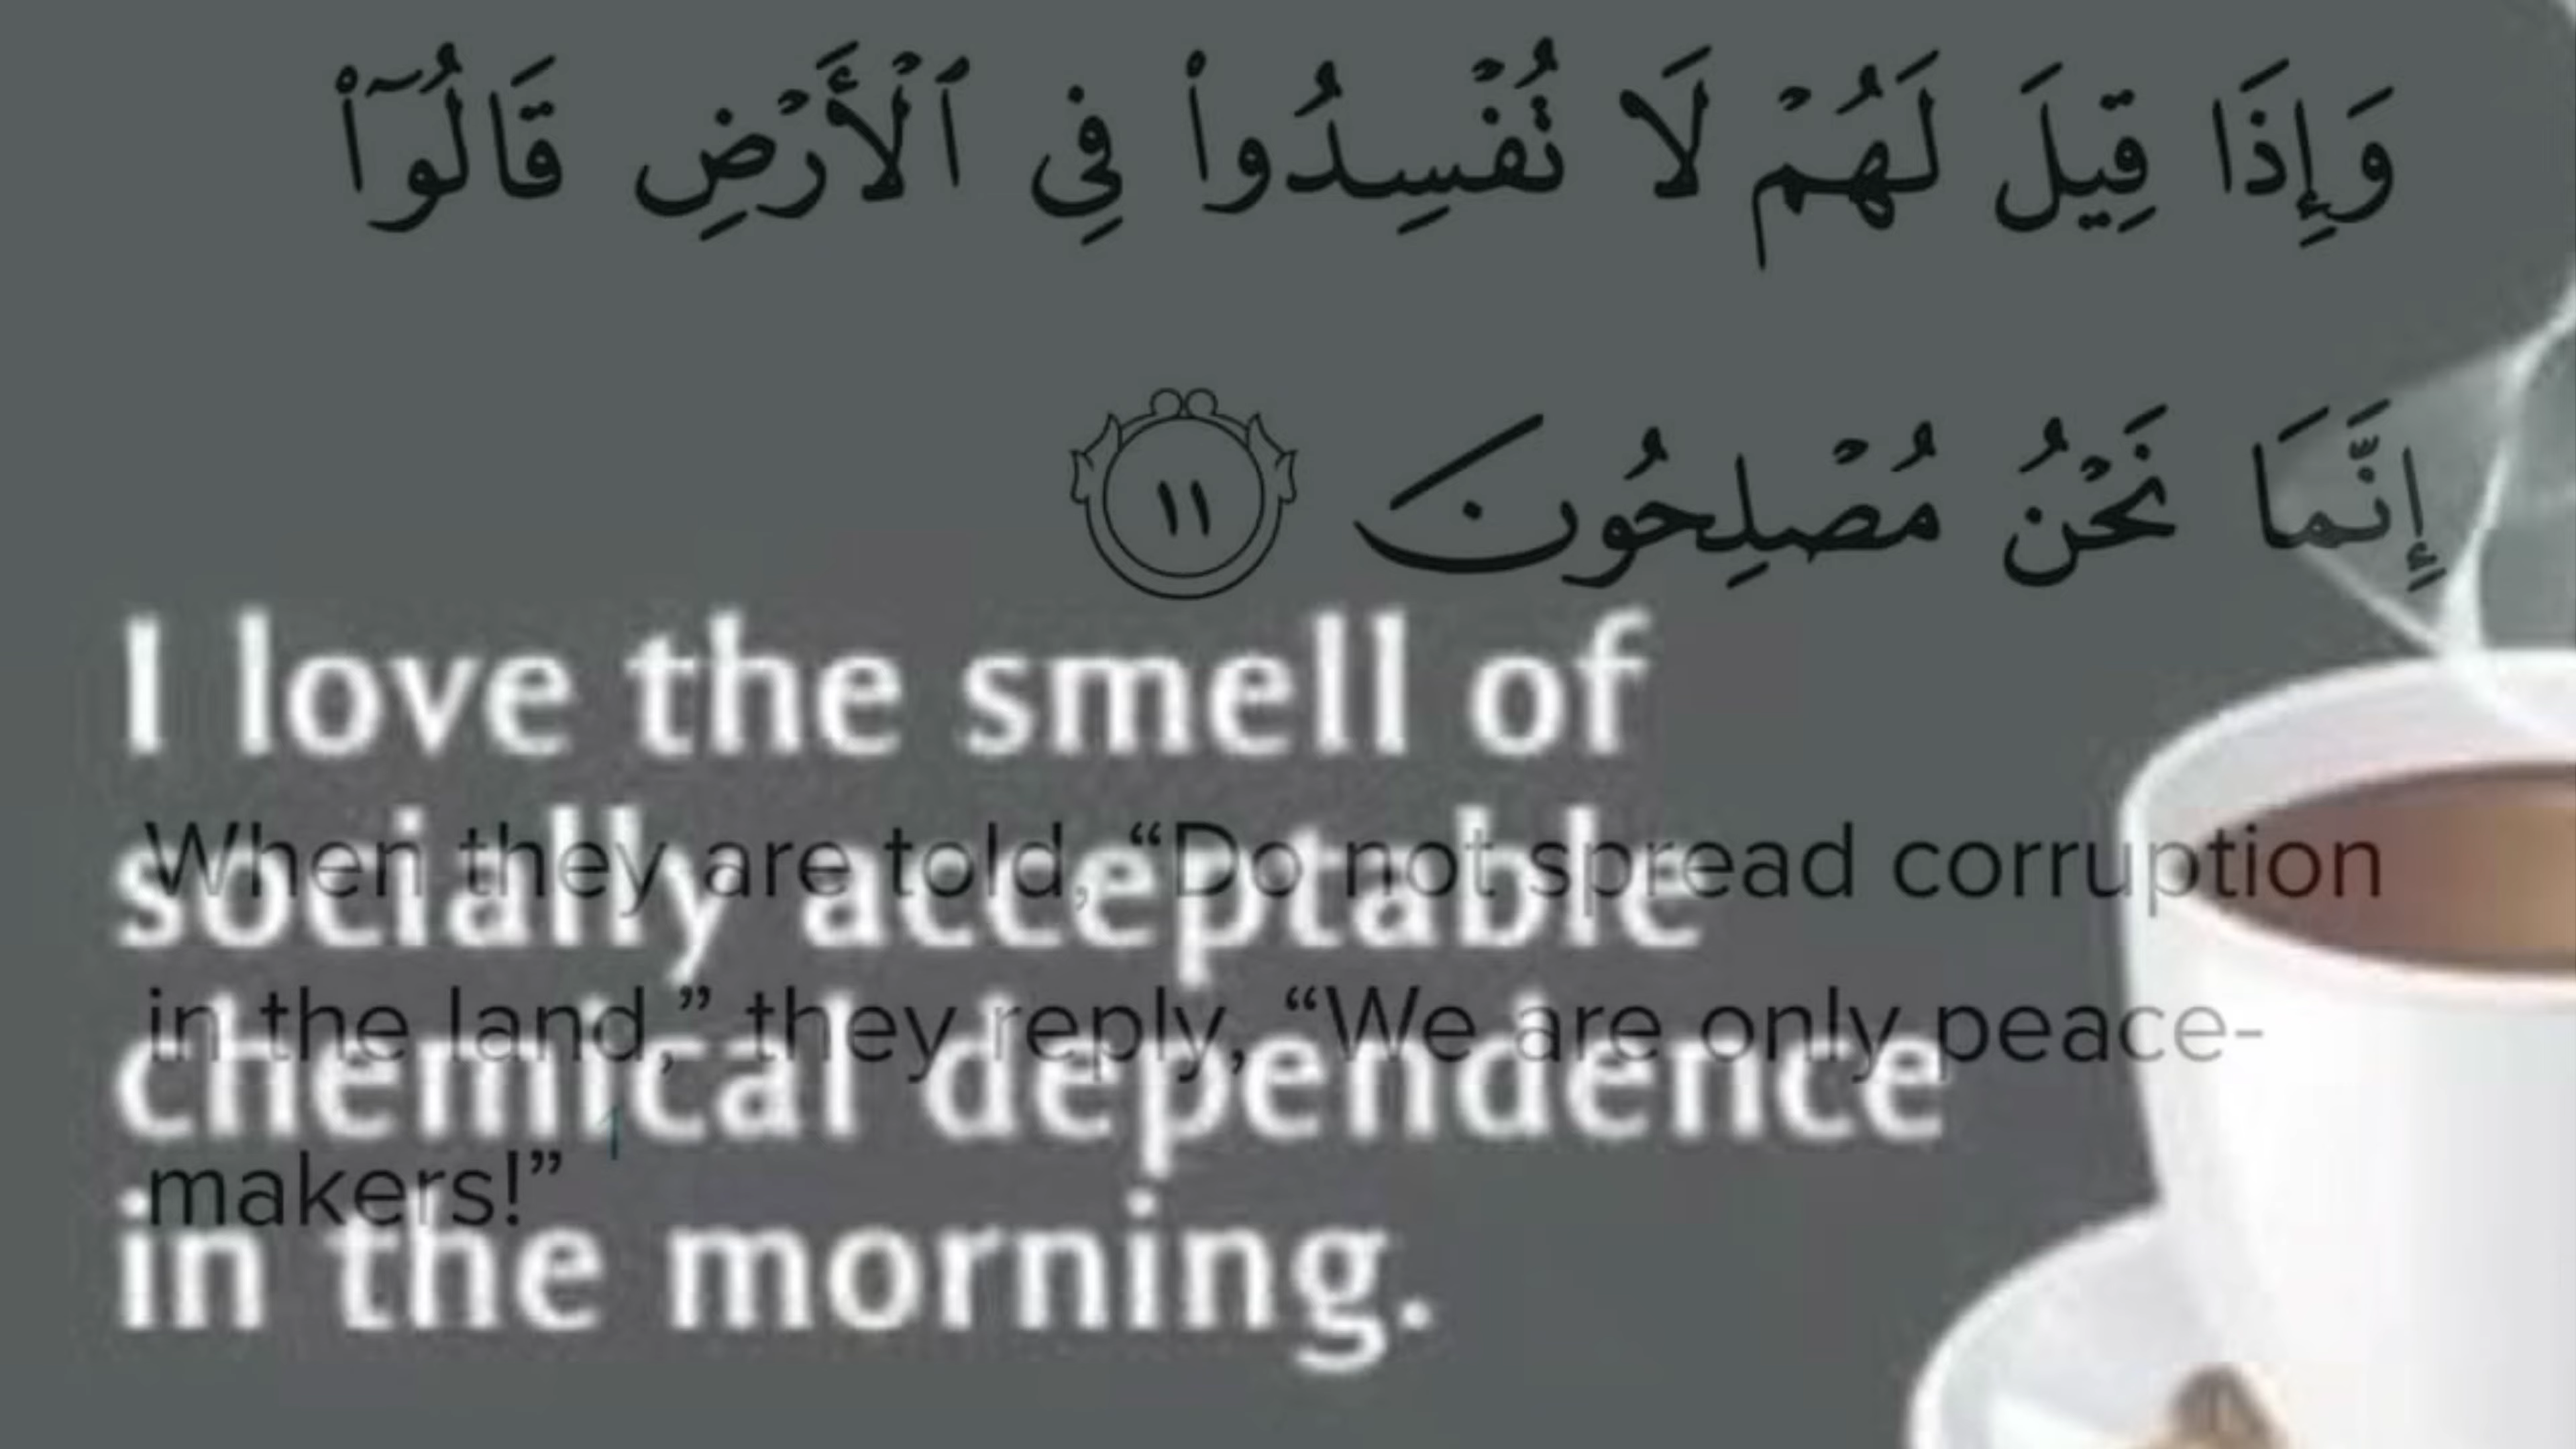 وَإِذَا قِيلَ لَهُمْ لَا تُفْسِدُوا۟ فِى ٱلْأَرْضِ قَالُوٓا۟
إِنَّمَا نَحْنُ مُصْلِحُونَ ١١
I love the smell of
socially acceptable
chemical dependence
in the morning.
When they are told, “Do not spread corruption
in the land,” they reply, “We are only peace-
makers!” 1